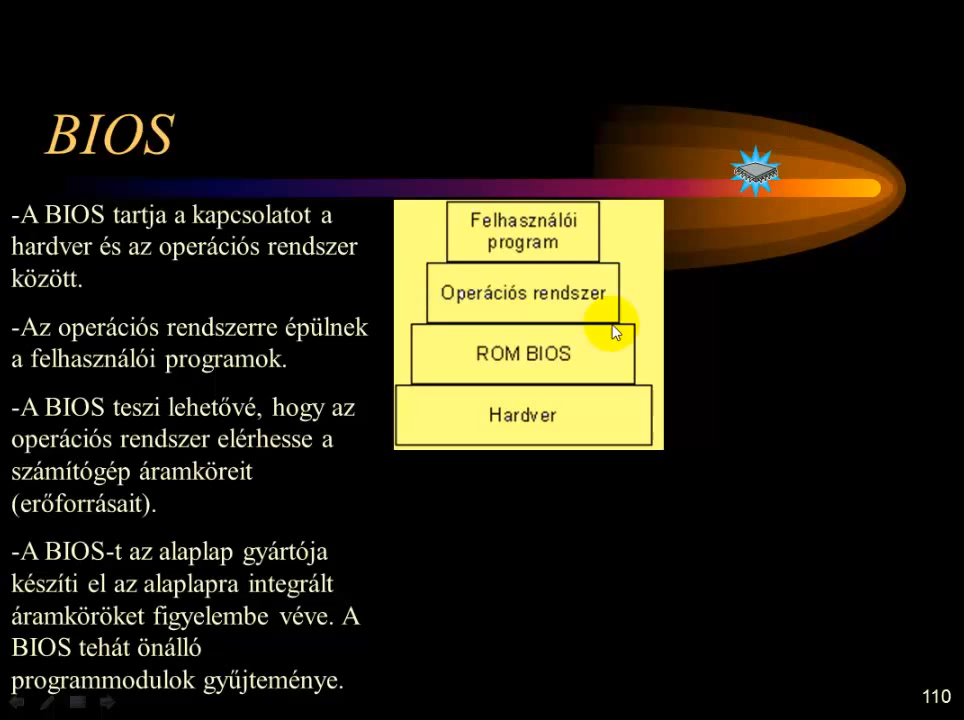 BIOS
-A BIOS tartja a kapcsolatot a
hardver és az operációs rendszer
között.
-Az operációs rendszerre épülnek
a felhasználói programok.
-A BIOS teszi lehetővé, hogy az
operációs rendszer elérhesse a
számítógép áramköreit
(erőforrásait).
-A BIOS-t az alaplap gyártója
készíti el az alaplapra integrált
áramköröket figyelembe véve. A
BIOS tehát önálló
programmodulok gyűjteménye.
Felhasználói
program
Operációs rendszer
ROM BIOS
Hardver
110